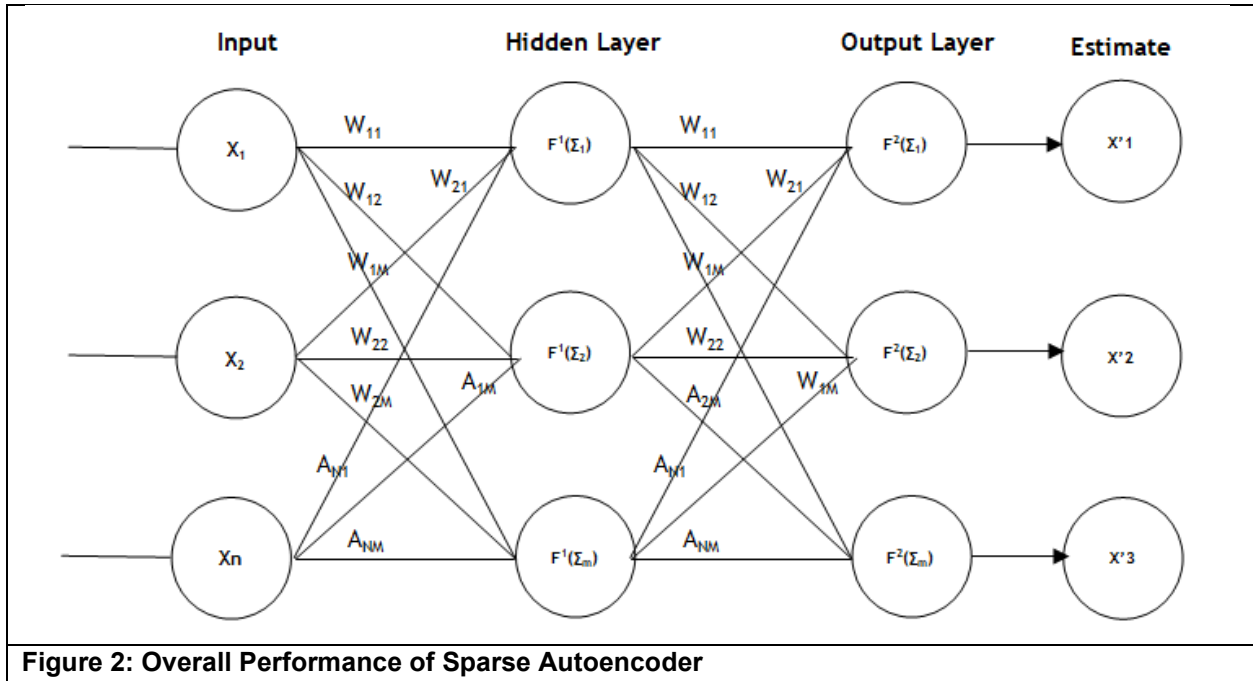 Input Hidden Layer Output Layer Estimate
X₁ W₁₁ F¹(Σ₁) W₁₁ F²(Σ₁) X'1
W₁₂ W₂₁ W₁₂ W₂₁
W₁M W₁M
X₂ W₂₂ F¹(Σ₂) W₂₂ F²(Σ₂) X'2
W₂M A₁M A₂M W₁M
A_N1 A_N1
Xn A_NM F¹(Σₘ) A_NM F²(Σₘ) X'3
Figure 2: Overall Performance of Sparse Autoencoder